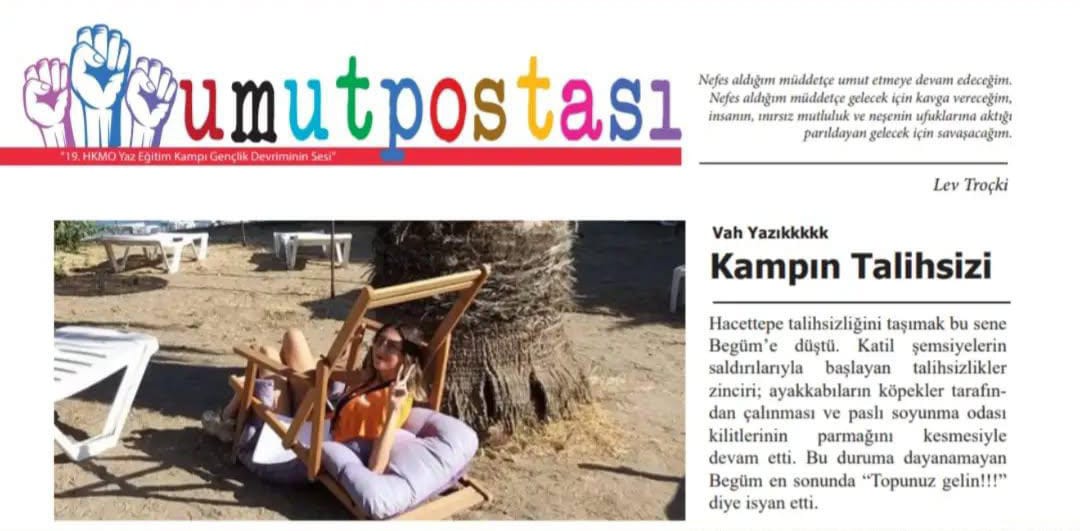 umutpostası
"19. HKMO Yaz Eğitim Kampı Gençlik Devriminin Sesi"
Nefes aldığım müddetçe umut etmeye devam edeceğim.
Nefes aldığım müddetçe gelecek için kavga vereceğim,
insanın, ınırsız mutluluk ve neşenin ufuklarına aktığı
parıldayan gelecek için savaşacağım.
Lev Troçki
Vah Yazıkkkkk
Kampın Talihsizi
Hacettepe talihsizliğini taşımak bu sene
Begüm’e düştü. Katil şemsiyelerin
saldırılarıyla başlayan talihsizlikler
zinciri; ayakkabıların köpekler tarafın-
dan çalınması ve paslı soyunma odası
kilitlerinin parmağını kesmesiyle
devam etti. Bu duruma dayanamayan
Begüm en sonunda “Topunuz gelin!!!”
diye isyan etti.